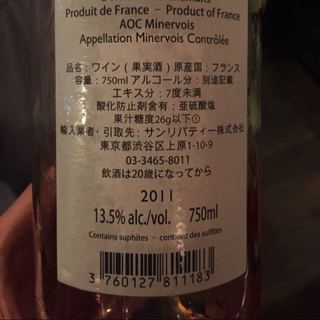 Produit de France - Product of France
AOC Minervois
Appellation Minervois Contrôlée
品名：ワイン（果実酒）原産国：フランス
容量：750ml アルコール分：別途記載
エキス分：7度未満
酸化防止剤含有：亜硫酸塩
果汁糖度26g以下①
輸入業者・引取先：サンリバティー株式会社
東京都渋谷区上原1-10-9
03-3465-8011
飲酒は20歳になってから
2011
13.5% alc./vol. 750ml
Contains suphites - contient des sulfites
3 760127 811183